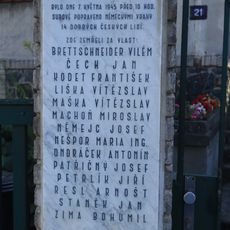 BYLO DNE 7. KVĚTNA 1945 PŘED 10. HOD.
SUROVĚ POPRAVENO NĚMECKÝMI VRAHY
14 DOBRÝCH ČESKÝCH LIDÍ.
ZDE ZEMŘELI ZA VLAST:
BRETTSCHNEIDER VILÉM
ČECH JAN
KODET FRANTIŠEK
LIŠKA VÍTĚZSLAV
MAŠKA VÍTĚZSLAV
MACHOŇ MIROSLAV
NĚMEJC JOSEF
NEŠPOR MARIA ING.
ONDRÁČEK ANTONÍN
PATŘIČNÝ JOSEF
PETRLÍK JIŘÍ
RESL ARNOŠT
STANĚK JAN
ZIMA BOHUMIL
21